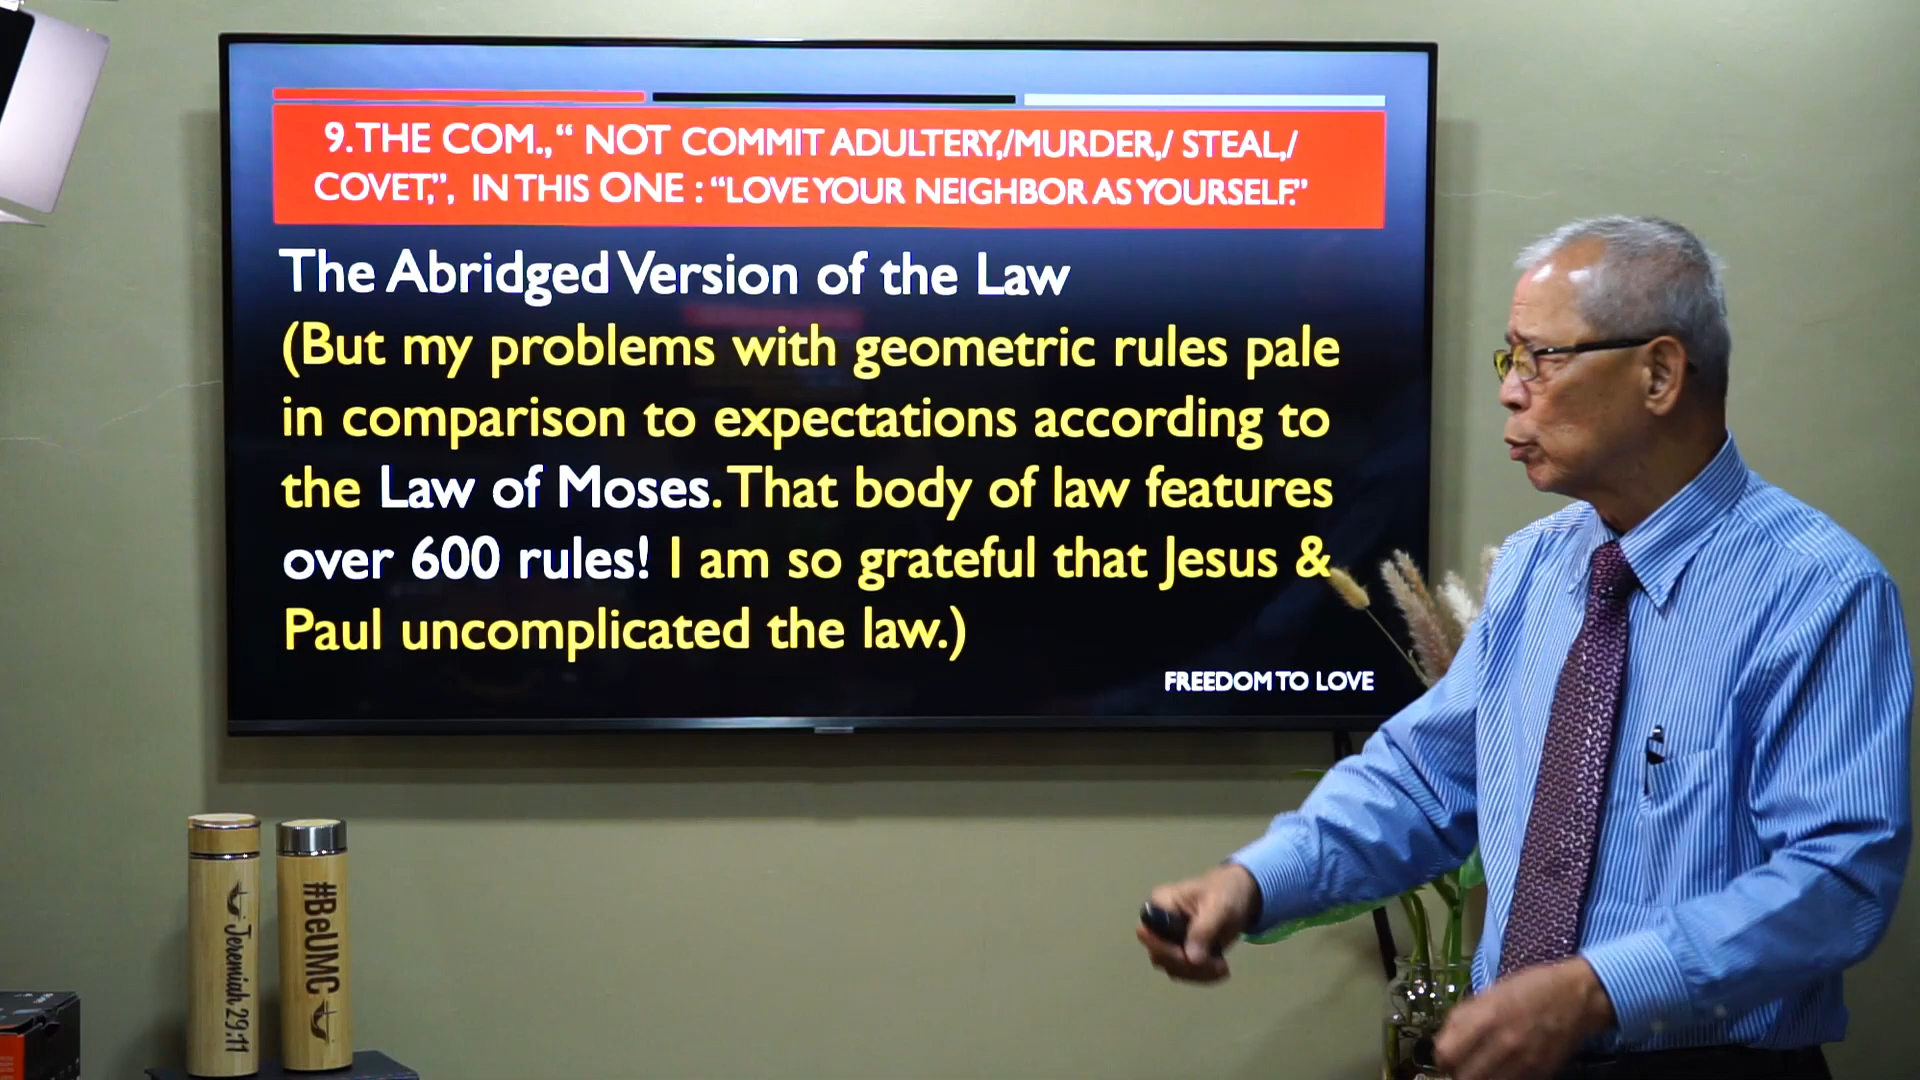 9. THE COM., “ NOT COMMIT ADULTERY,/MURDER,/ STEAL,/
COVET,”, IN THIS ONE : “LOVE YOUR NEIGHBOR AS YOURSELF.”
The Abridged Version of the Law
(But my problems with geometric rules pale
in comparison to expectations according to
the Law of Moses. That body of law features
over 600 rules! I am so grateful that Jesus &
Paul uncomplicated the law.)
FREEDOM TO LOVE
Jeremiah 29:11
#BeUMC